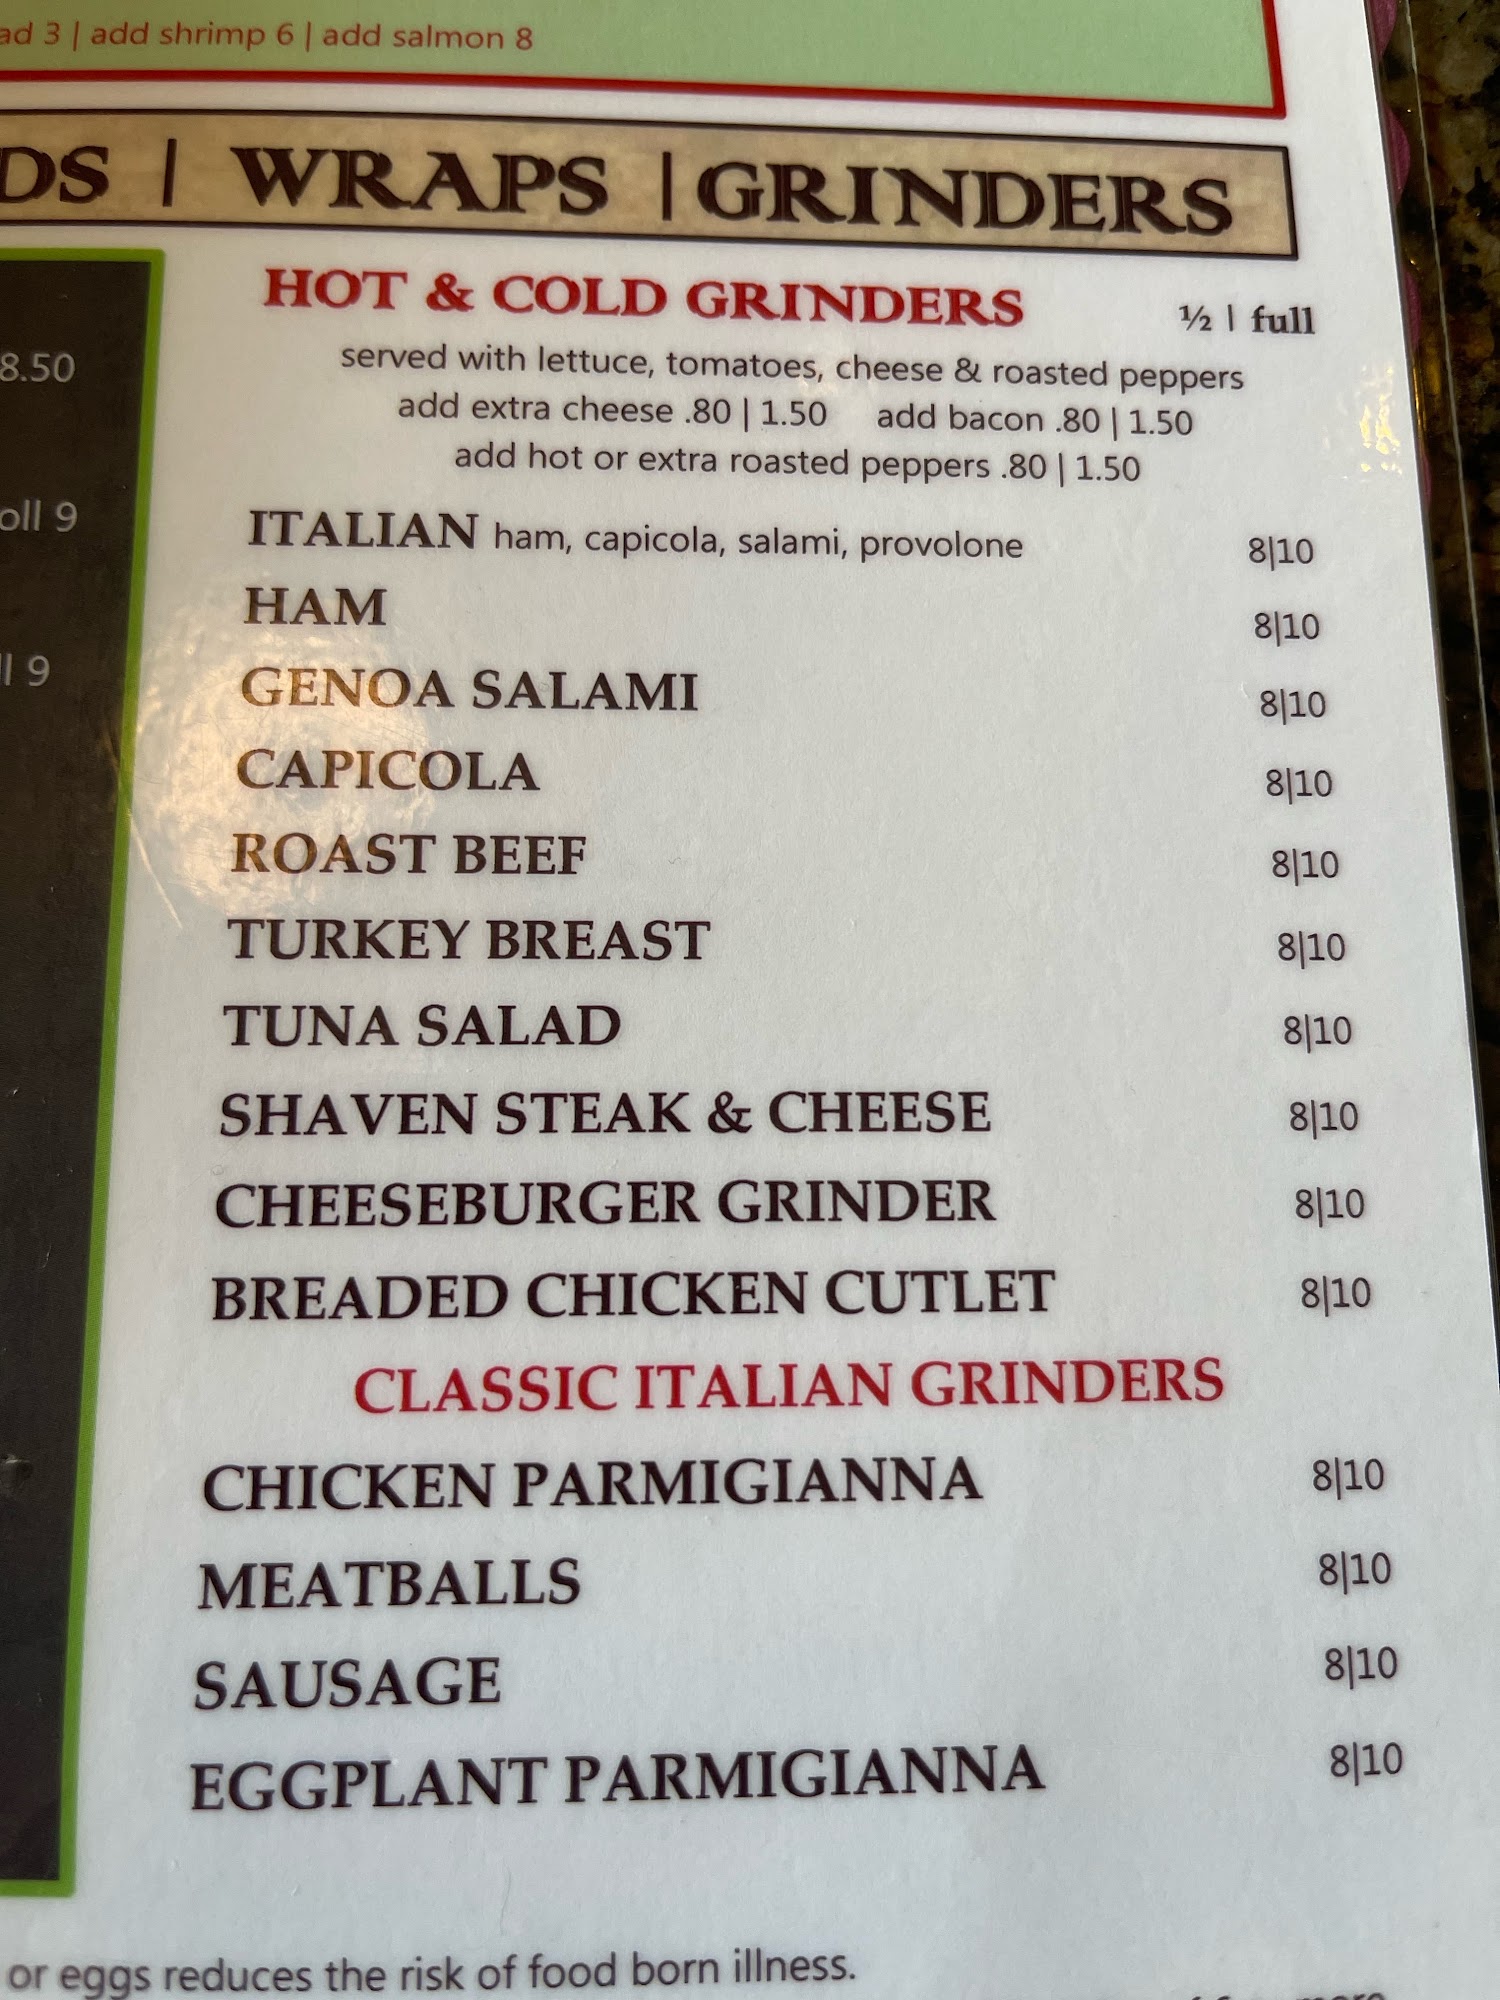 add shrimp 6 | add salmon 8
| WRAPS | GRINDERS
HOT & COLD GRINDERS ½ | full
served with lettuce, tomatoes, cheese & roasted peppers
add extra cheese .80 | 1.50 add bacon .80 | 1.50
add hot or extra roasted peppers .80 | 1.50
ITALIAN ham, capicola, salami, provolone 8|10
HAM 8|10
GENOA SALAMI 8|10
CAPICOLA 8|10
ROAST BEEF 8|10
TURKEY BREAST 8|10
TUNA SALAD 8|10
SHAVEN STEAK & CHEESE 8|10
CHEESEBURGER GRINDER 8|10
BREADED CHICKEN CUTLET 8|10
CLASSIC ITALIAN GRINDERS
CHICKEN PARMIGIANNA 8|10
MEATBALLS 8|10
SAUSAGE 8|10
EGGPLANT PARMIGIANNA 8|10
8.50
9
9
or eggs reduces the risk of food born illness.